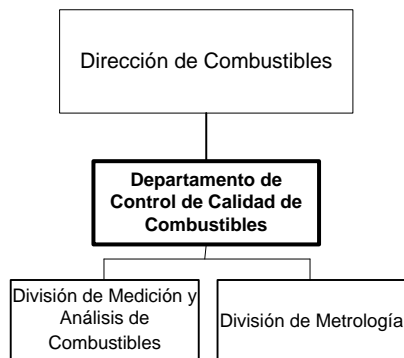 Dirección de Combustibles
Departamento de
Control de Calidad de
Combustibles
División de Medición y
Análisis de
Combustibles
División de Metrología